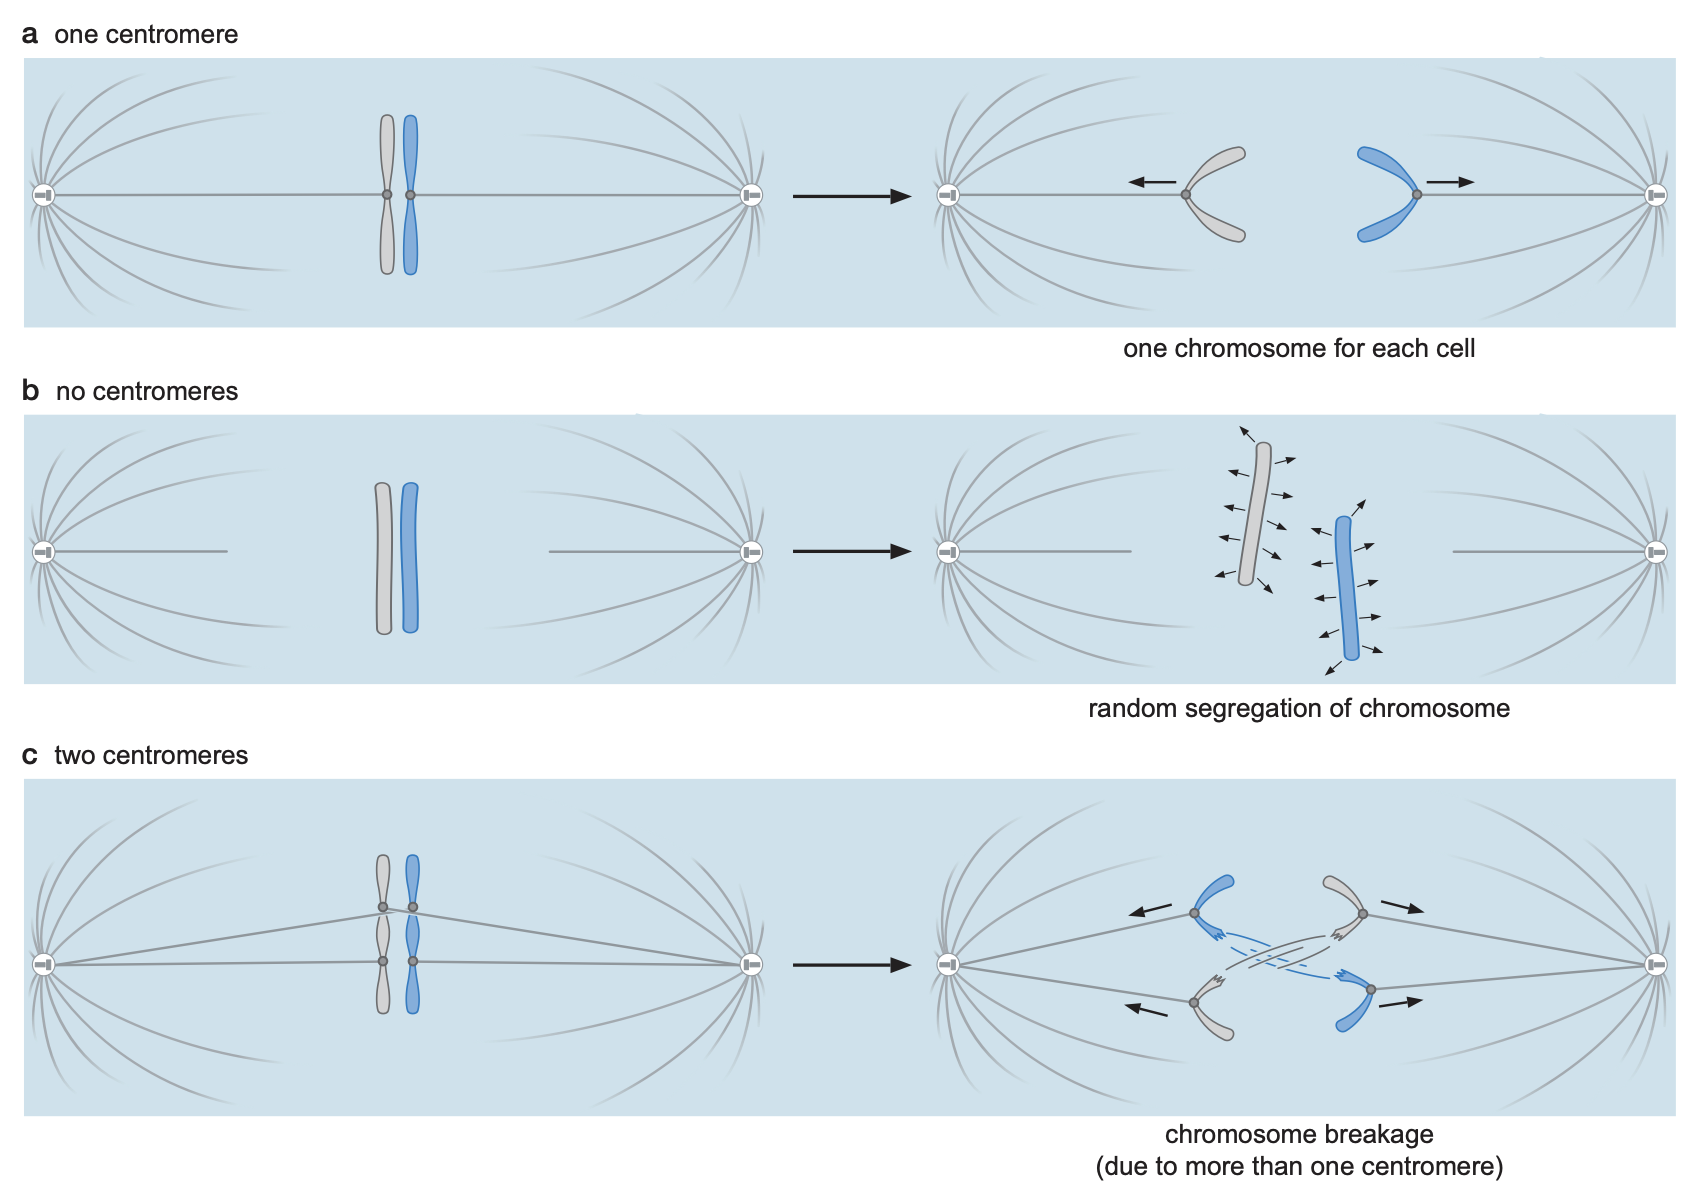 a one centromere
one chromosome for each cell
b no centromeres
random segregation of chromosome
c two centromeres
chromosome breakage
(due to more than one centromere)